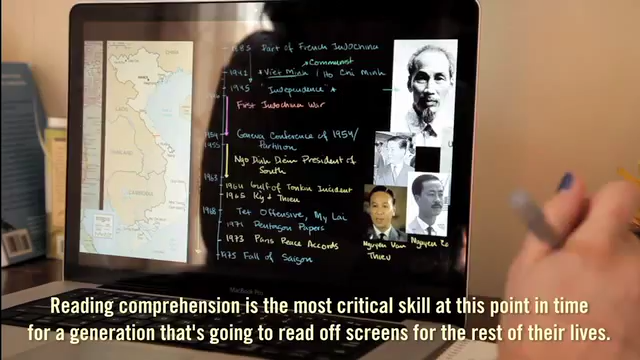 1885 Part of French Indochina
→ Communist
1941 • Viet Minh / Ho Chi Minh
1945 "Independence" *
First Indochina War
1954 Geneva Conference of 1954/
Partition
1955
Ngo Dinh Diem President of
South
1963
1964 Gulf of Tonkin Incident
1965 Ky & Thieu
1968 Tet Offensive, My Lai
1971 Pentagon Papers
1973 Paris Peace Accords
1975 Fall of Saigon
Nguyen Van
Thieu
Nguyen
LAOS
THAILAND
CAMBODIA
MacBook Pro
Reading comprehension is the most critical skill at this point in time
for a generation that's going to read off screens for the rest of their lives.